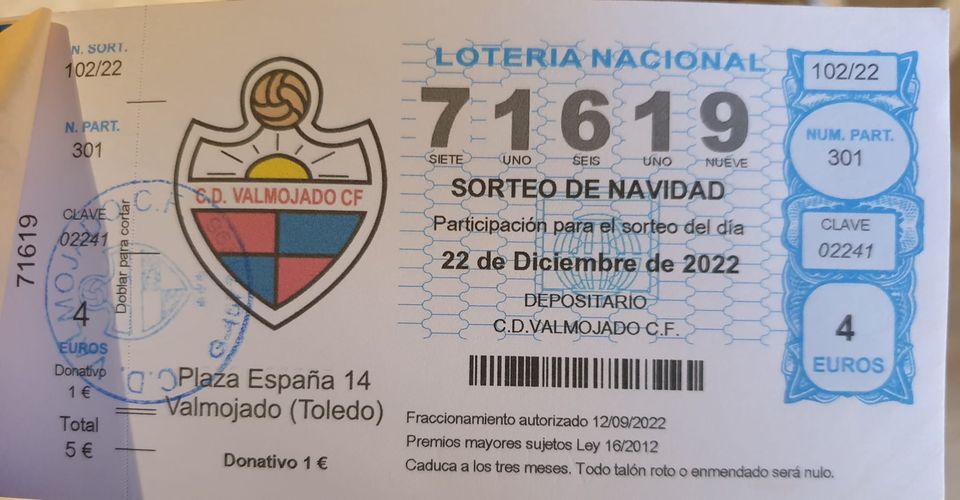 N. SORT.
102/22
N. PART.
301
CLAVE
02241
4
EUROS
Donativo
1 €
Total
5 €
71619
Doblar para cortar
C.D. VALMOJADO CF
Plaza España 14
Valmojado (Toledo)
Donativo 1 €
LOTERIA NACIONAL
71619
SIETE UNO SEIS UNO NUEVE
SORTEO DE NAVIDAD
Participación para el sorteo del día
22 de Diciembre de 2022
DEPOSITARIO
C.D.VALMOJADO C.F.
Fraccionamiento autorizado 12/09/2022
Premios mayores sujetos Ley 16/2012
Caduca a los tres meses. Todo talón roto o enmendado será nulo.
102/22
NUM. PART.
301
CLAVE
02241
4
EUROS